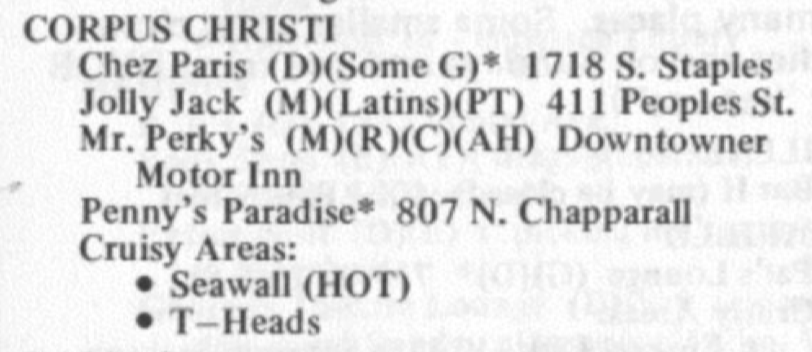 CORPUS CHRISTI
Chez Paris (D)(Some G)* 1718 S. Staples
Jolly Jack (M)(Latins)(PT) 411 Peoples St.
Mr. Perky's (M)(R)(C)(AH) Downtowner
Motor Inn
Penny's Paradise* 807 N. Chapparall
Cruisy Areas:
• Seawall (HOT)
• T—Heads